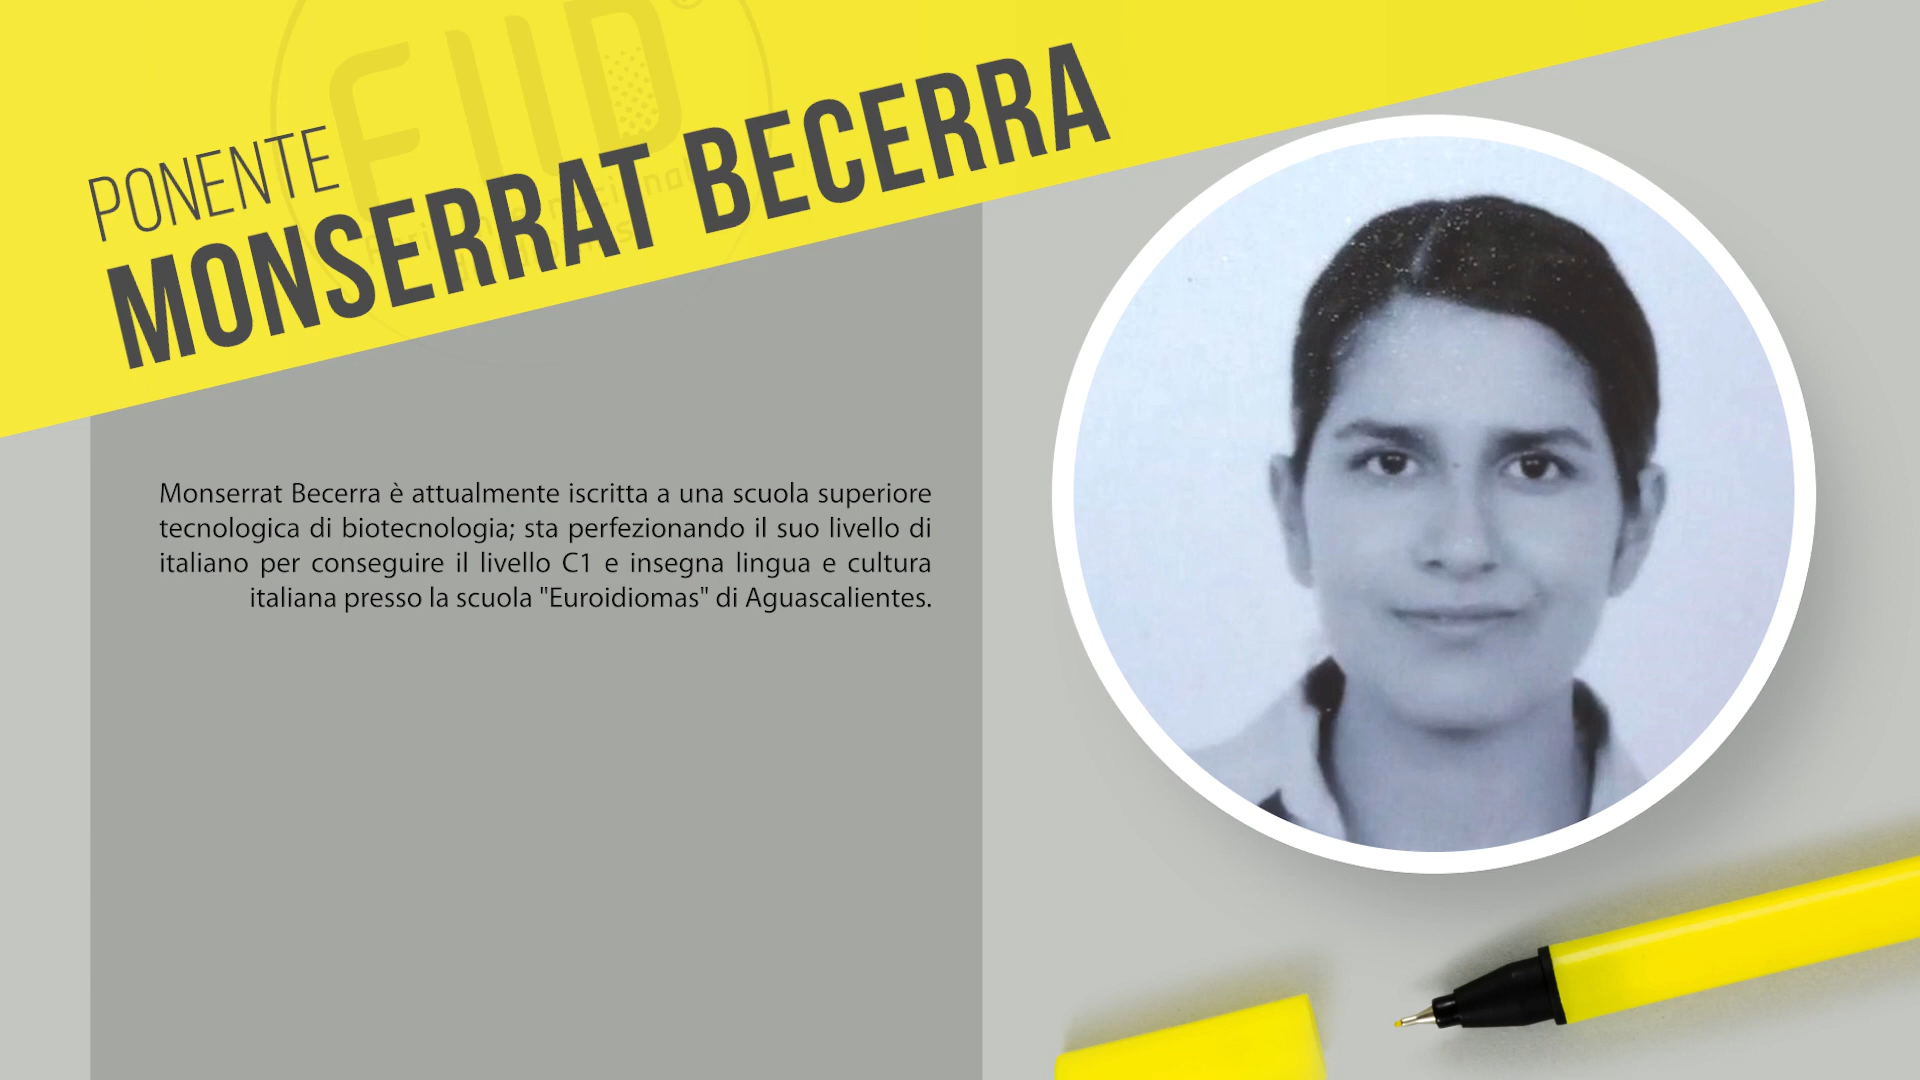 PONENTE
MONSERRAT BECERRA
Monserrat Becerra è attualmente iscritta a una scuola superiore
tecnologica di biotecnologia; sta perfezionando il suo livello di
italiano per conseguire il livello C1 e insegna lingua e cultura
italiana presso la scuola "Euroidiomas" di Aguascalientes.